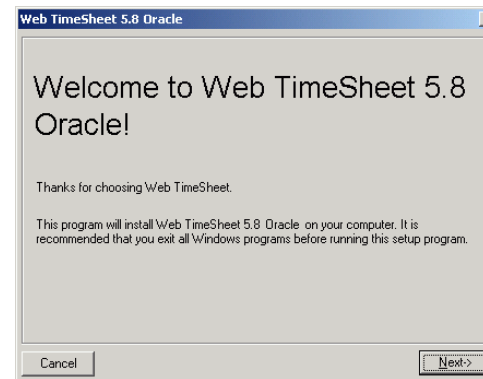 Web TimeSheet 5.8 Oracle
Welcome to Web TimeSheet 5.8
Oracle!
Thanks for choosing Web TimeSheet.
This program will install Web TimeSheet 5.8 Oracle on your computer. It is
recommended that you exit all Windows programs before running this setup program.
Cancel
Next->